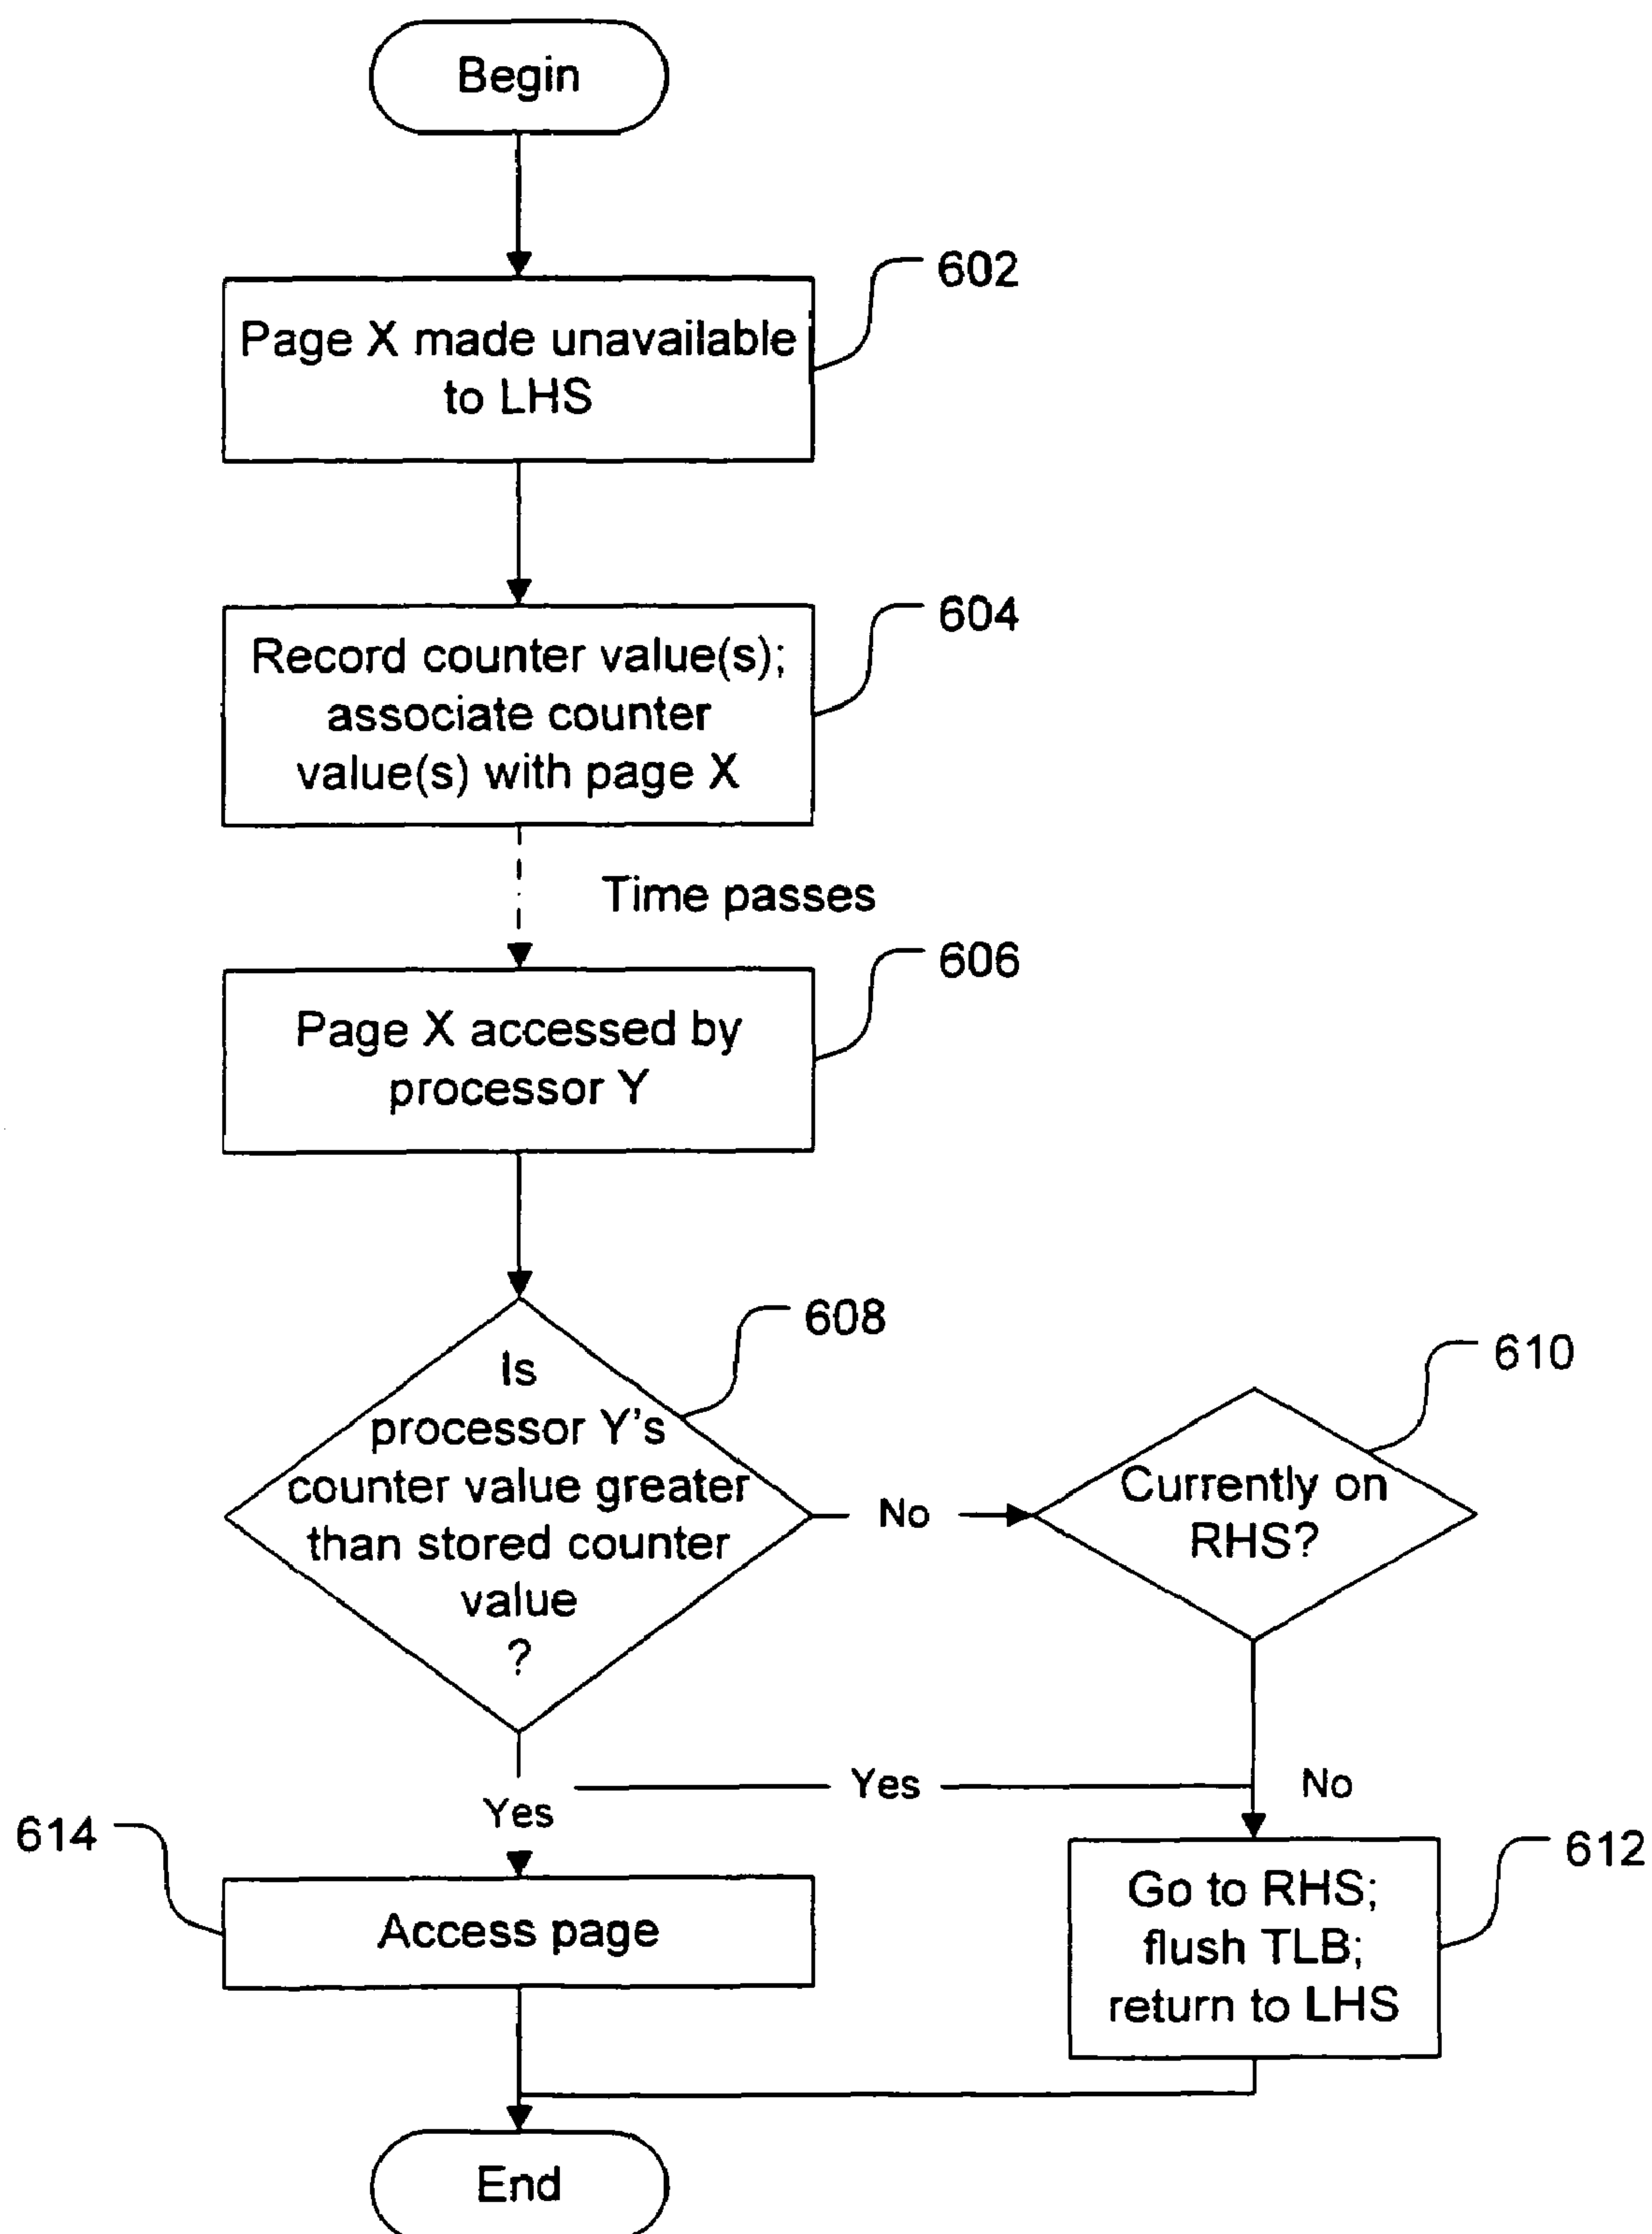 Begin
602
Page X made unavailable
to LHS
604
Record counter value(s);
associate counter
value(s) with page X
Time passes
606
Page X accessed by
processor Y
608
Is
processor Y's
counter value greater
than stored counter
value
?
No
610
Currently on
RHS?
Yes
Yes
No
614
Access page
612
Go to RHS;
flush TLB;
return to LHS
End